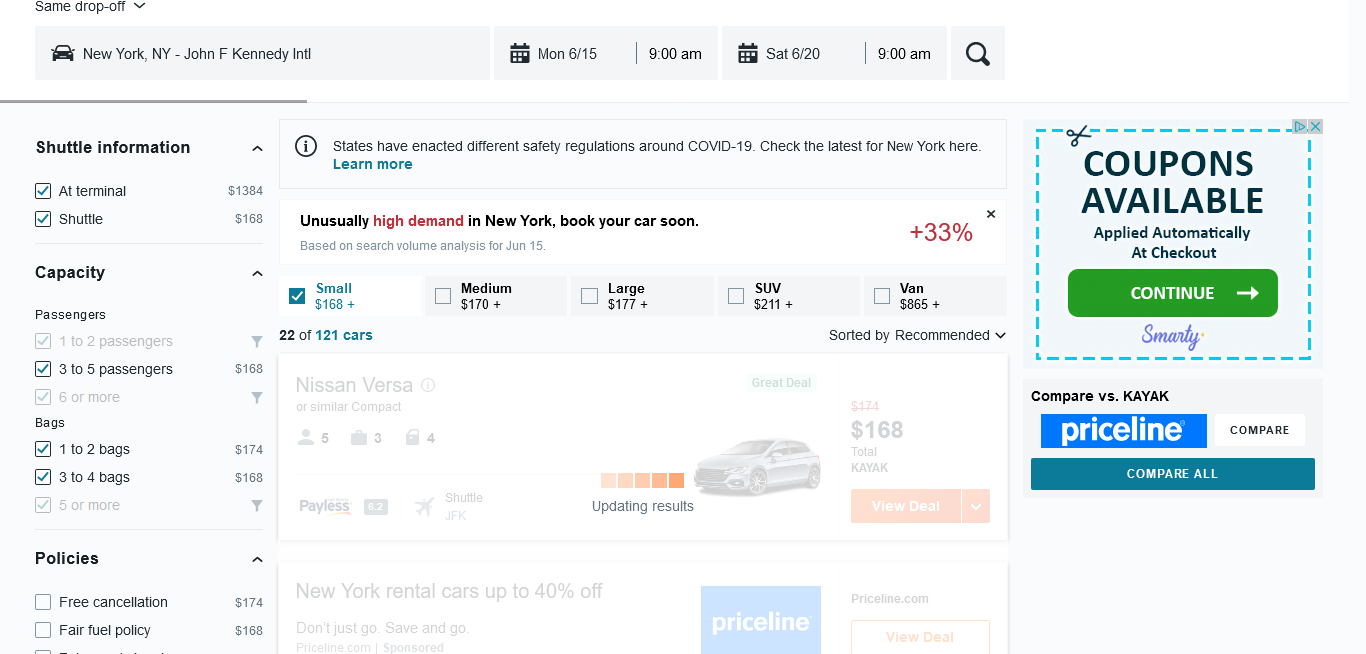 Same drop-off
New York, NY - John F Kennedy Intl
Mon 6/15
9:00 am
Sat 6/20
9:00 am
Shuttle information
At terminal $1384
Shuttle $168
Capacity
Passengers
1 to 2 passengers
3 to 5 passengers $168
6 or more
Bags
1 to 2 bags $174
3 to 4 bags $168
5 or more
Policies
Free cancellation $174
Fair fuel policy $168
States have enacted different safety regulations around COVID-19. Check the latest for New York here.
Learn more
Unusually high demand in New York, book your car soon.
Based on search volume analysis for Jun 15.
+33%
Small
$168 +
Medium
$170 +
Large
$177 +
SUV
$211 +
Van
$865 +
22 of 121 cars
Sorted by Recommended
Nissan Versa
or similar Compact
5 3 4
Payless 6.2
Shuttle
JFK
Updating results
Great Deal
$174
$168
Total
KAYAK
View Deal
New York rental cars up to 40% off
Don't just go. Save and go.
Priceline.com | Sponsored
priceline
Priceline.com
View Deal
COUPONS
AVAILABLE
Applied Automatically
At Checkout
CONTINUE
Smarty
Compare vs. KAYAK
priceline
COMPARE
COMPARE ALL